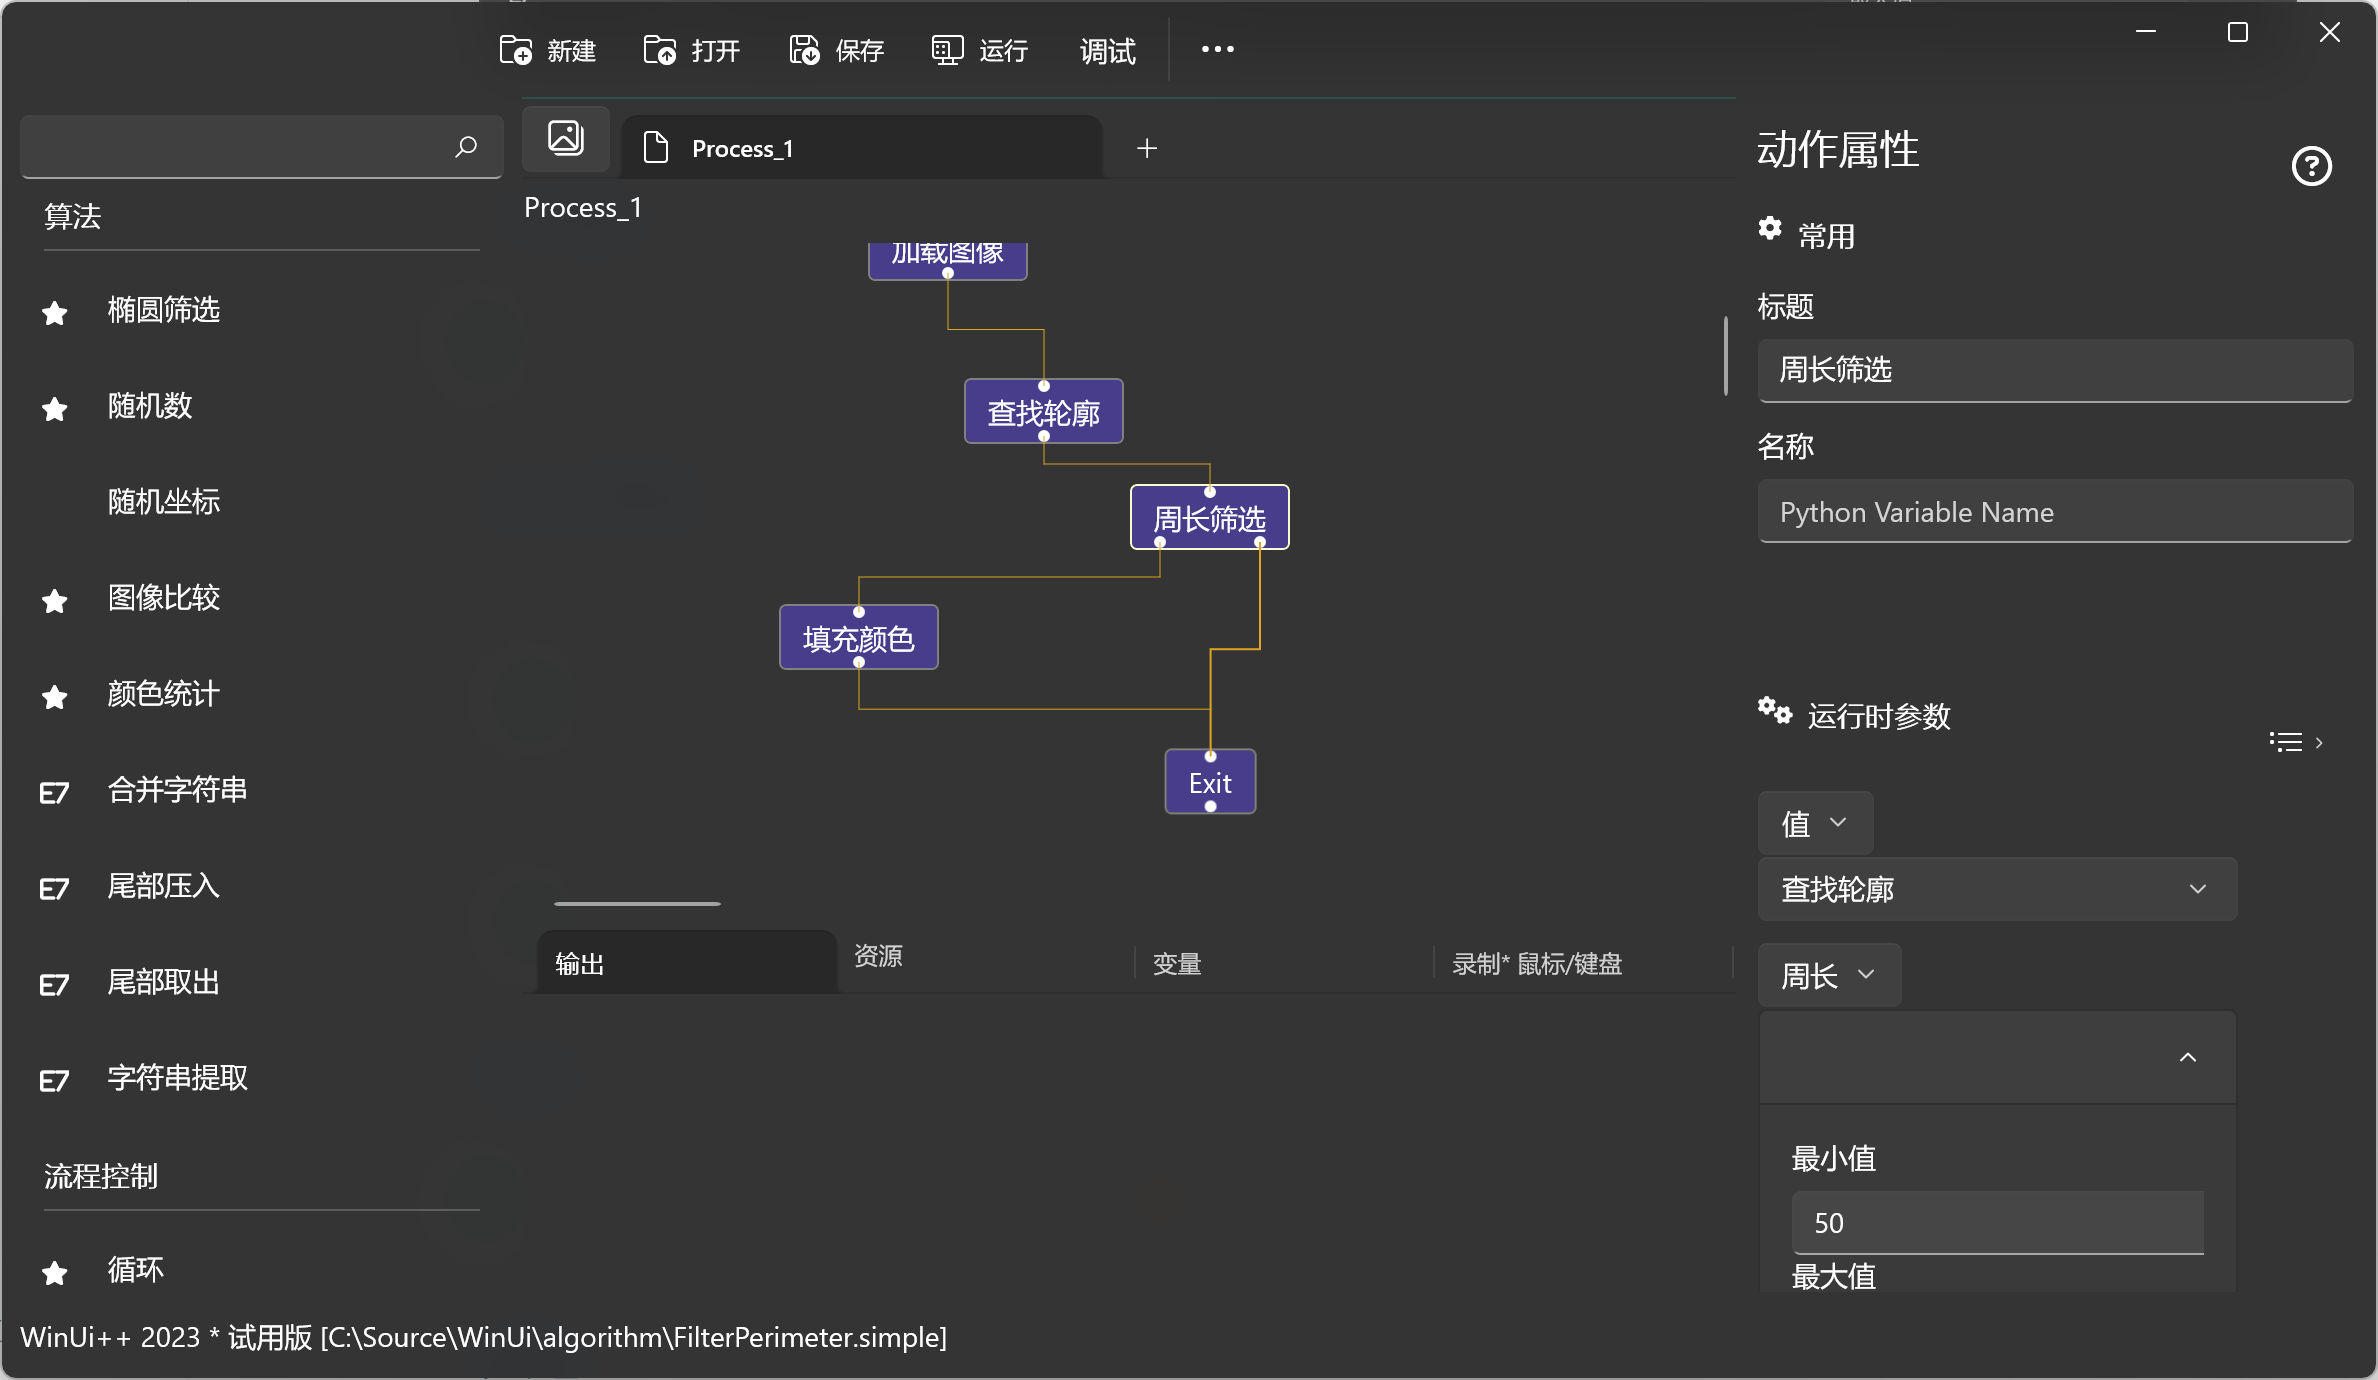 新建
打开
保存
运行
调试
Process_1
Process_1
算法
椭圆筛选
随机数
随机坐标
图像比较
颜色统计
E7 合并字符串
E7 尾部压入
E7 尾部取出
E7 字符串提取
流程控制
循环
加载图像
查找轮廓
周长筛选
填充颜色
Exit
输出
资源
变量
录制* 鼠标/键盘
动作属性
常用
标题
周长筛选
名称
Python Variable Name
运行时参数
值
查找轮廓
周长
最小值
50
最大值
WinUi++ 2023 * 试用版 [C:\Source\WinUi\algorithm\FilterPerimeter.simple]